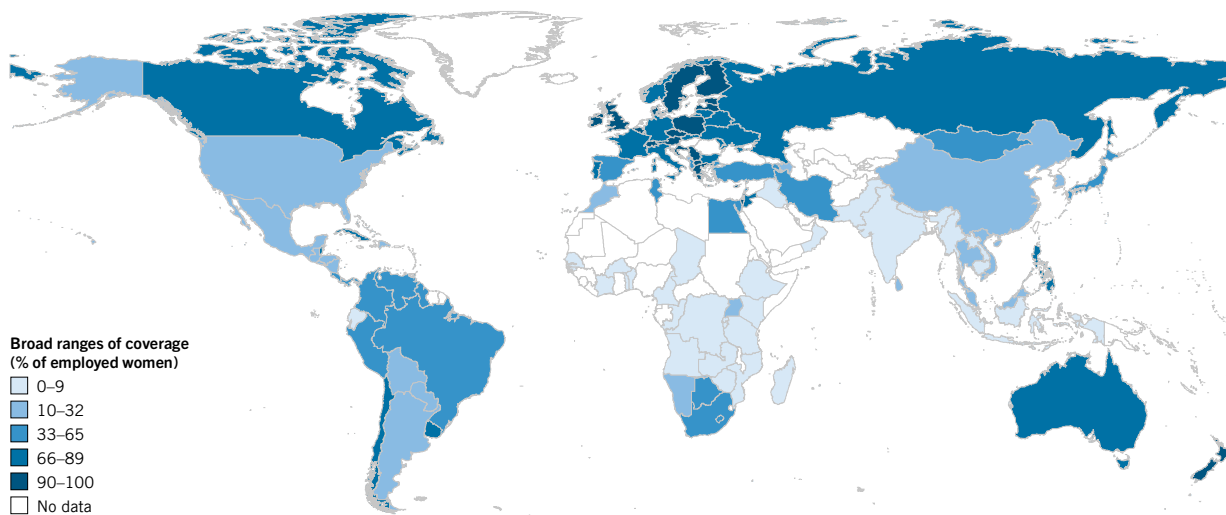 Broad ranges of coverage
(% of employed women)
0–9
10–32
33–65
66–89
90–100
No data